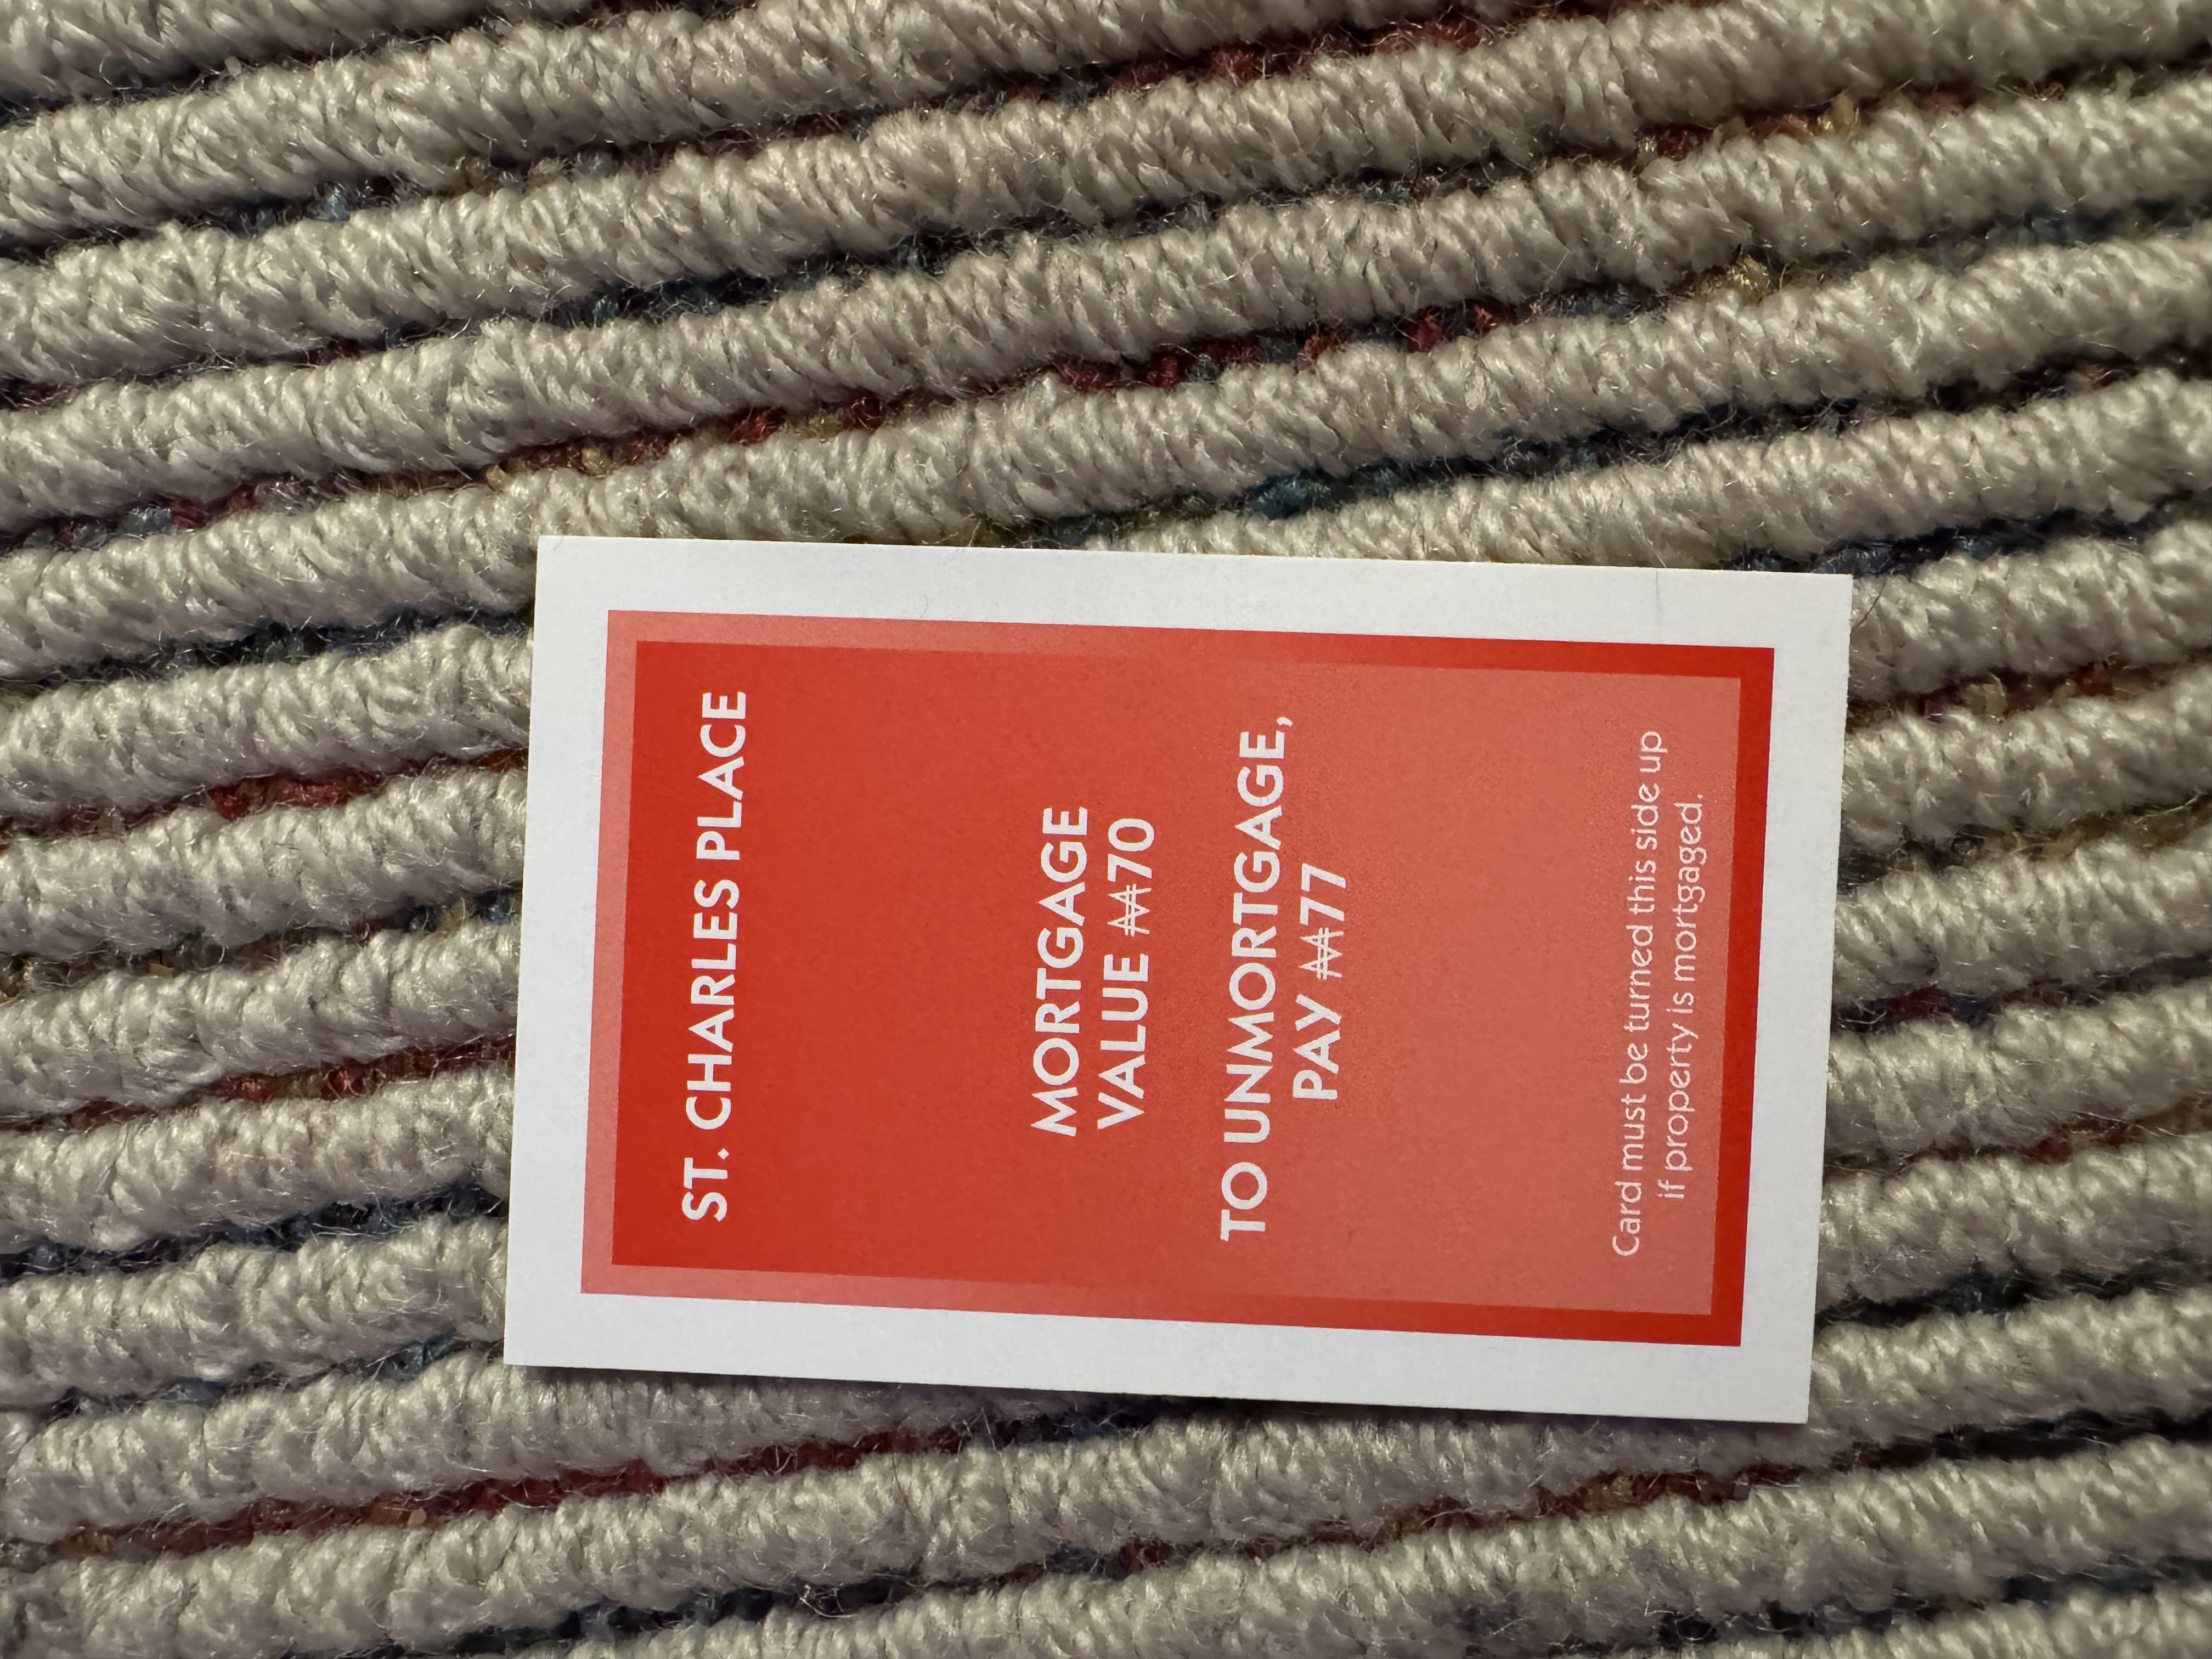 ST. CHARLES PLACE
MORTGAGE
VALUE ₩70
TO UNMORTGAGE,
PAY ₩77
Card must be turned this side up
if property is mortgaged.